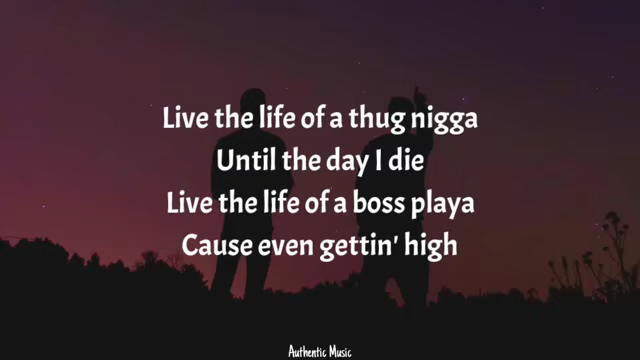 Live the life of a thug nigga
Until the day I die
Live the life of a boss playa
Cause even gettin' high
Authentic Music